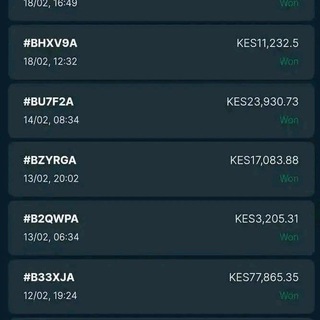 18/02, 16:49 Won
#BHXV9A KES11,232.5
18/02, 12:32 Won
#BU7F2A KES23,930.73
14/02, 08:34 Won
#BZYRGA KES17,083.88
13/02, 20:02 Won
#B2QWPA KES3,205.31
13/02, 06:34 Won
#B33XJA KES77,865.35
12/02, 19:24 Won